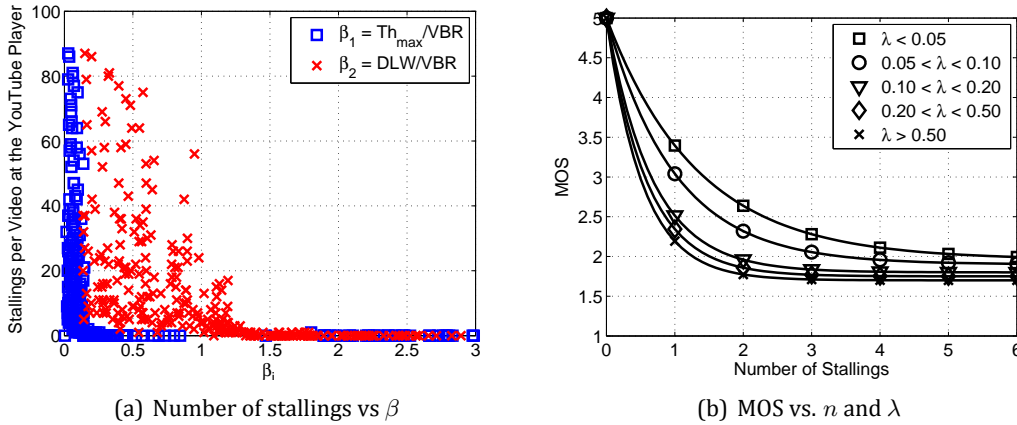 100
80
60
40
20
0
Stallings per Video at the YouTube Player
β₁ = Th_max/VBR
β₂ = DLW/VBR
0 0.5 1 1.5 2 2.5 3
β_i
(a) Number of stallings vs β
5
4.5
4
3.5
3
2.5
2
1.5
1
MOS
λ < 0.05
0.05 < λ < 0.10
0.10 < λ < 0.20
0.20 < λ < 0.50
λ > 0.50
0 1 2 3 4 5 6
Number of Stallings
(b) MOS vs. n and λ